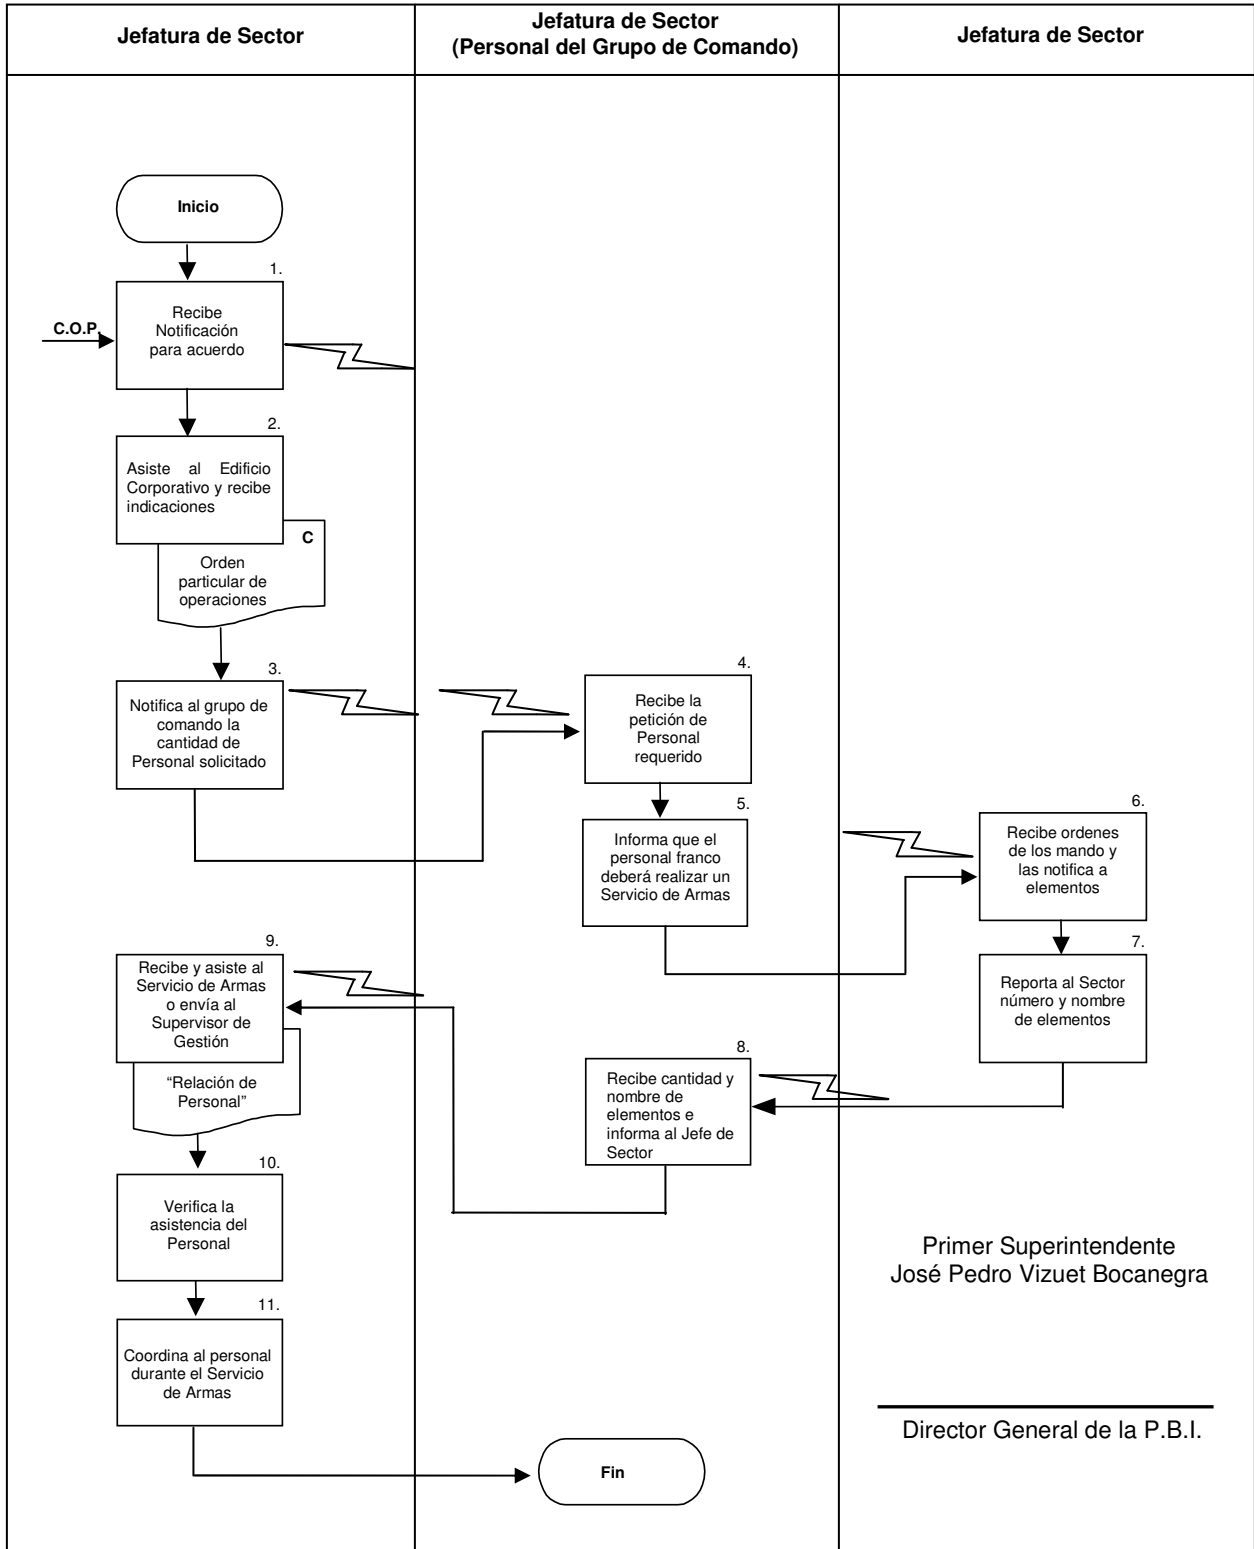 Jefatura de Sector
Jefatura de Sector
(Personal del Grupo de Comando)
Jefatura de Sector
Inicio
1.
C.O.P.
Recibe
Notificación
para acuerdo
2.
Asiste al Edificio
Corporativo y recibe
indicaciones
C
Orden
particular de
operaciones
3.
Notifica al grupo de
comando la
cantidad de
Personal solicitado
4.
Recibe la
petición de
Personal
requerido
5.
Informa que el
personal franco
deberá realizar un
Servicio de Armas
6.
Recibe ordenes
de los mando y
las notifica a
elementos
7.
Reporta al Sector
número y nombre
de elementos
8.
Recibe cantidad y
nombre de
elementos e
informa al Jefe de
Sector
9.
Recibe y asiste al
Servicio de Armas
o envía al
Supervisor de
Gestión
“Relación de
Personal”
10.
Verifica la
asistencia del
Personal
11.
Coordina al personal
durante el Servicio
de Armas
Fin
Primer Superintendente
José Pedro Vizuet Bocanegra
Director General de la P.B.I.